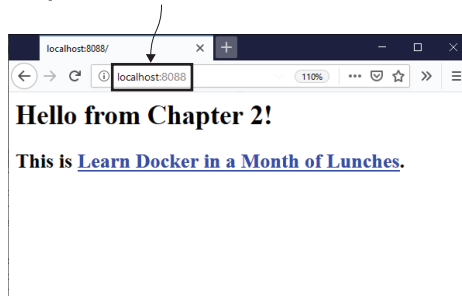 localhost:8088/
localhost:8088
110%
Hello from Chapter 2!
This is Learn Docker in a Month of Lunches.